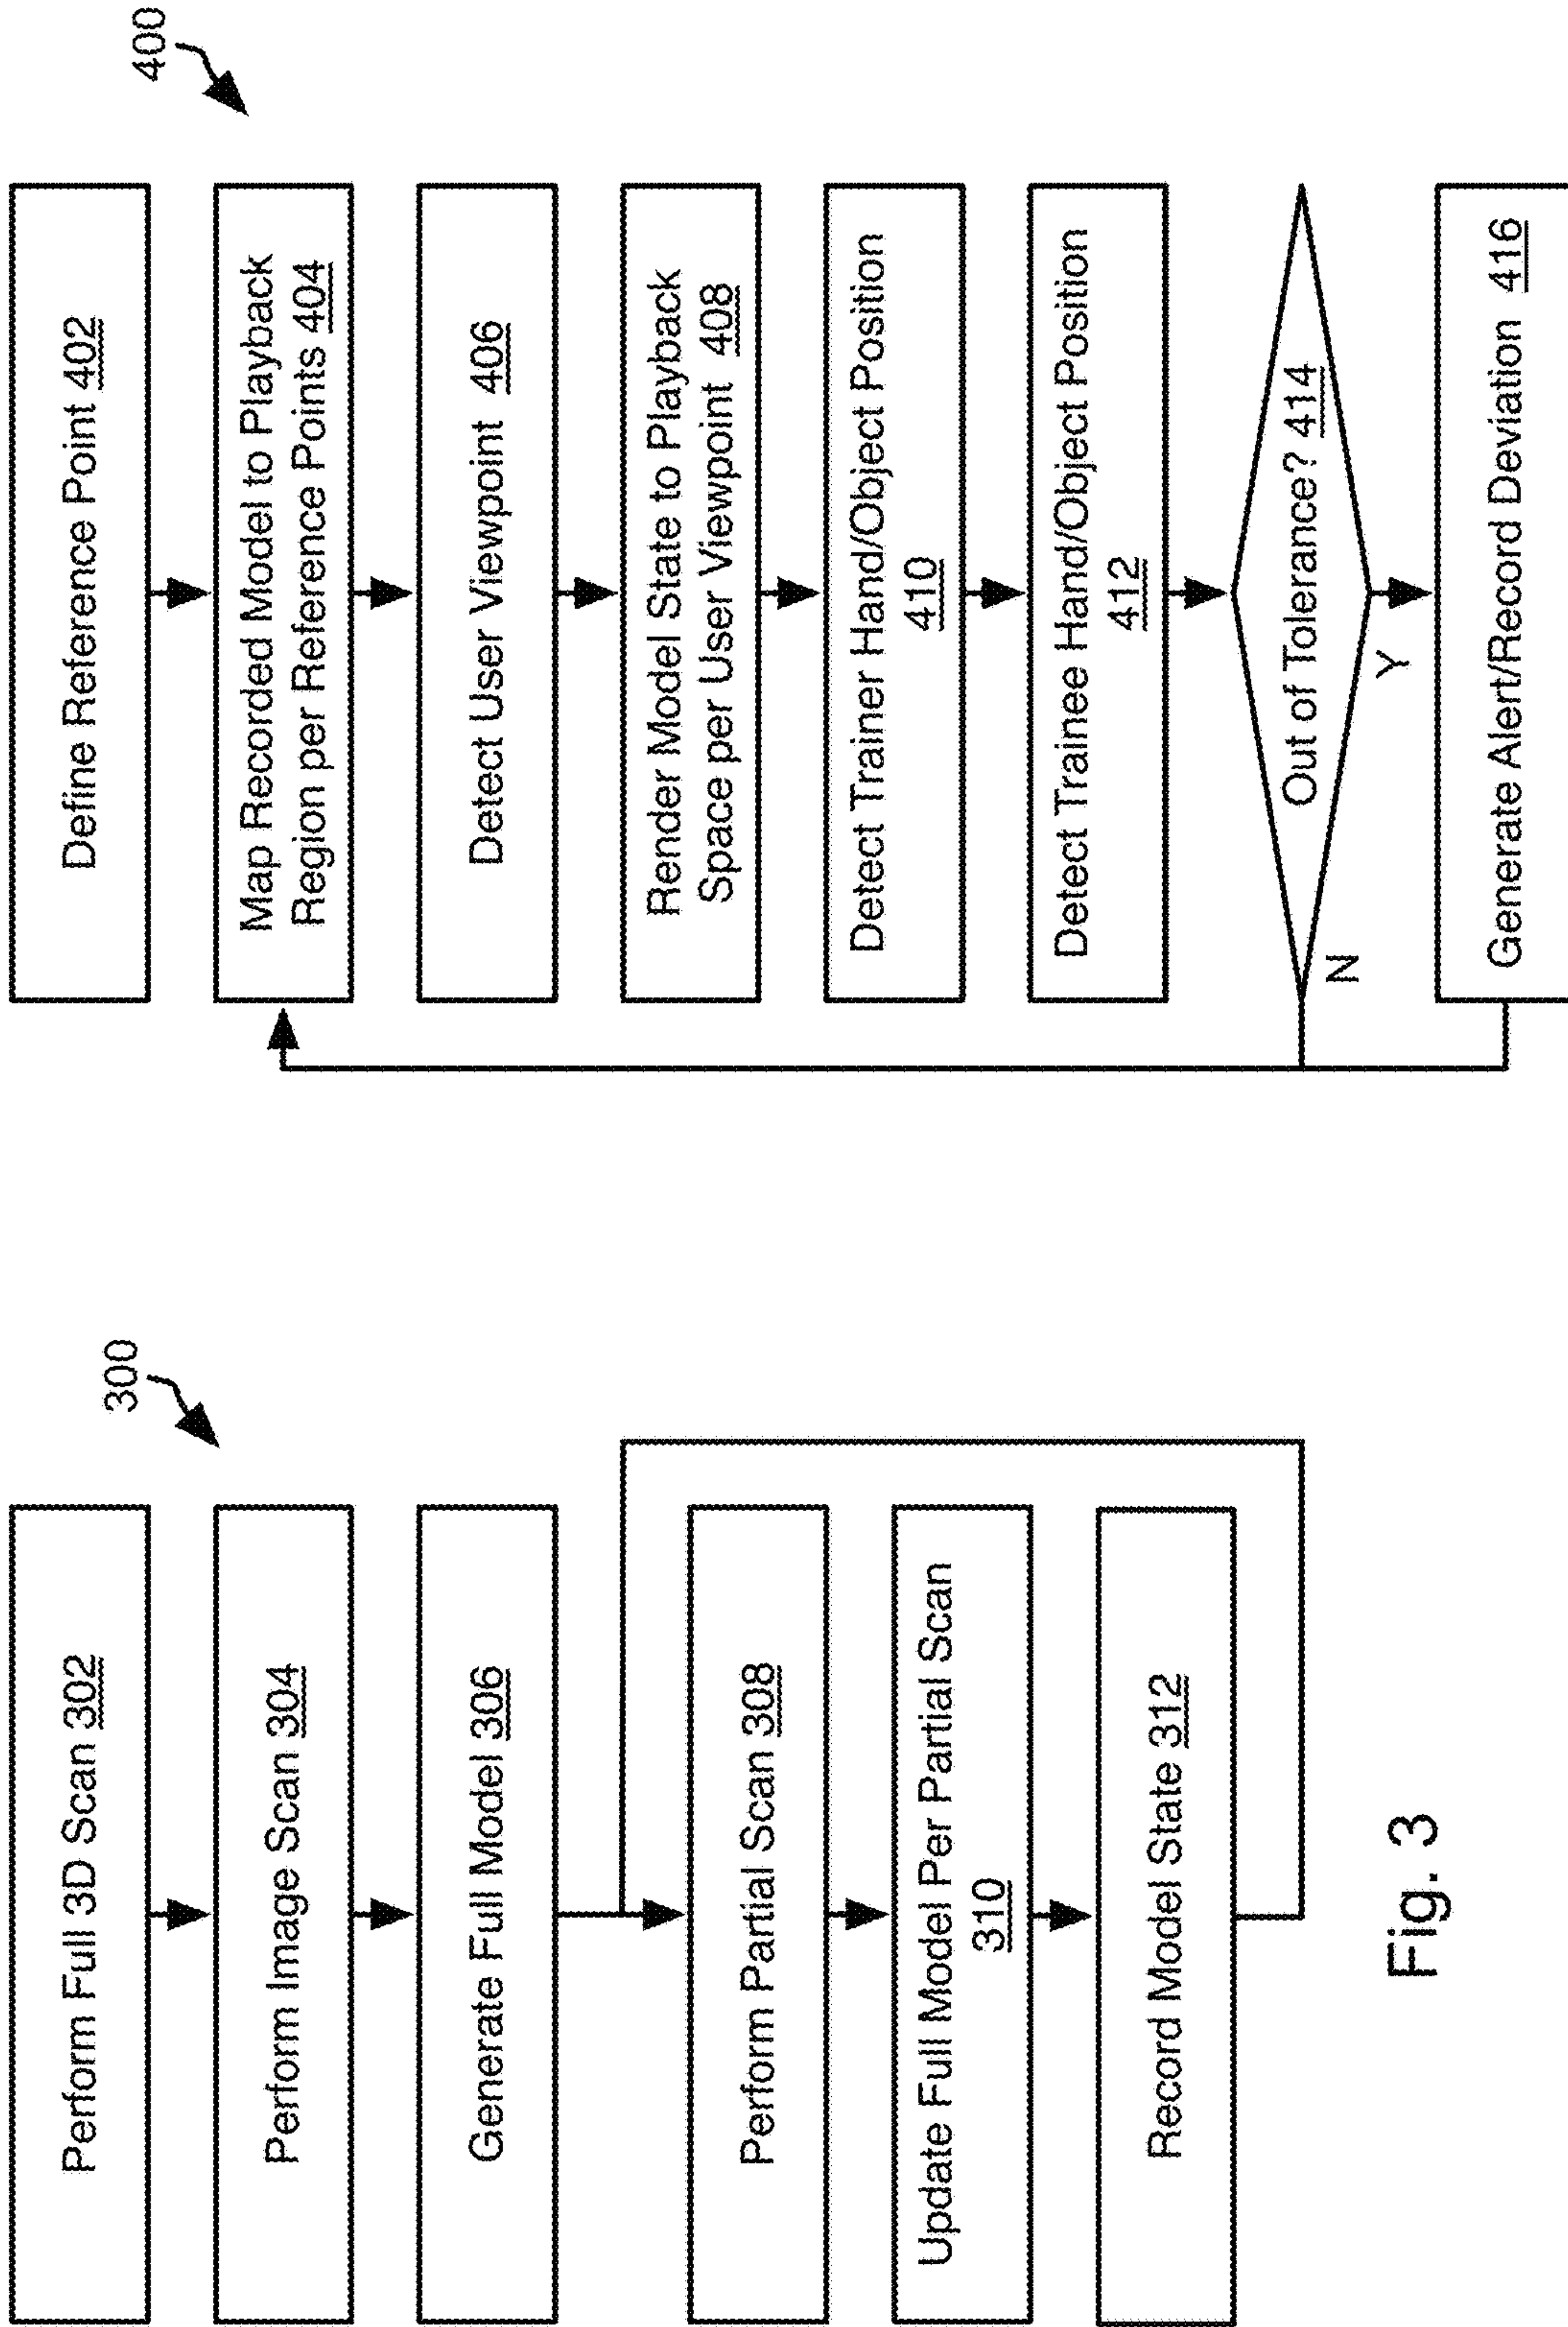 300
Perform Full 3D Scan 302
Perform Image Scan 304
Generate Full Model 306
Perform Partial Scan 308
Update Full Model Per Partial Scan
310
Record Model State 312
Fig. 3
400
Define Reference Point 402
Map Recorded Model to Playback
Region per Reference Points 404
Detect User Viewpoint 406
Render Model State to Playback
Space per User Viewpoint 408
Detect Trainer Hand/Object Position
410
Detect Trainee Hand/Object Position
412
Out of Tolerance? 414
N
Y
Generate Alert/Record Deviation 416